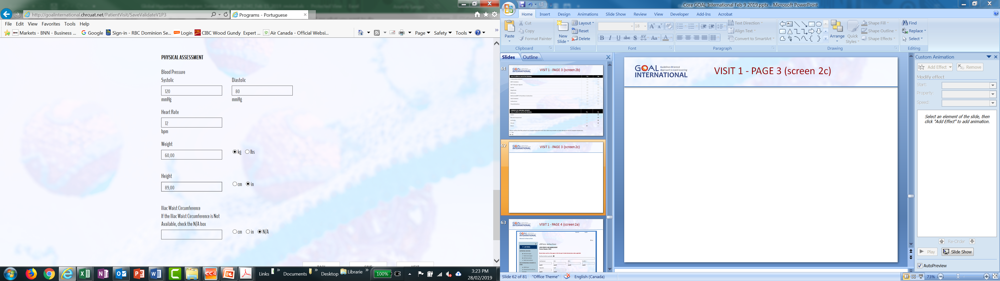 http://goalinternational.chrcuat.net/PatientVisit/SaveValidateV1P3
Programs - Portuguese
File Edit View Favorites Tools Help
Markets - BNN - Business ... Google Sign-in - RBC Dominion Se... Login CIBC Wood Gundy Expert ... Air Canada - Official Websi...
Page Safety Tools
PHYSICAL ASSESSMENT
Blood Pressure
Systolic Diastolic
120 80
mmHg mmHg
Heart Rate
72
bpm
Weight
60,00 kg lbs
Height
89,00 cm in
Iliac Waist Circumference
If the Iliac Waist Circumference is Not
Available, check the N/A box
cm in N/A
BACK SAVE NEXT
Links Documents Desktop Librarie 100% 3:23 PM
28/02/2019
Core GOAL International Feb 9 2019.pptx - Microsoft PowerPoint
Home Insert Design Animations Slide Show Review View Developer Add-Ins Acrobat
Paste Cut Copy Format Painter
Clipboard
New Slide Layout Reset Delete
Slides
18
Font
Text Direction
Align Text
Convert to SmartArt
Paragraph
Arrange Quick Styles Shape Fill Shape Outline Shape Effects
Drawing
Find
Replace
Select
Editing
Slides Outline
61
GOAL INTERNATIONAL VISIT 1 - PAGE 3 (screen 2b)
62
GOAL INTERNATIONAL VISIT 1 - PAGE 3 (screen 2c)
63
GOAL INTERNATIONAL VISIT 1 - PAGE 4 (screen 2a)
GOAL Guidelines Oriented
Approach to Lipid lowering
INTERNATIONAL
VISIT 1 - PAGE 3 (screen 2c)
Custom Animation
Add Effect Remove
Modify effect
Start:
Property:
Speed:
Select an element of the slide, then
click "Add Effect" to add animation.
Re-Order
Play Slide Show
AutoPreview
Slide 62 of 81 "Office Theme" English (Canada) 73%